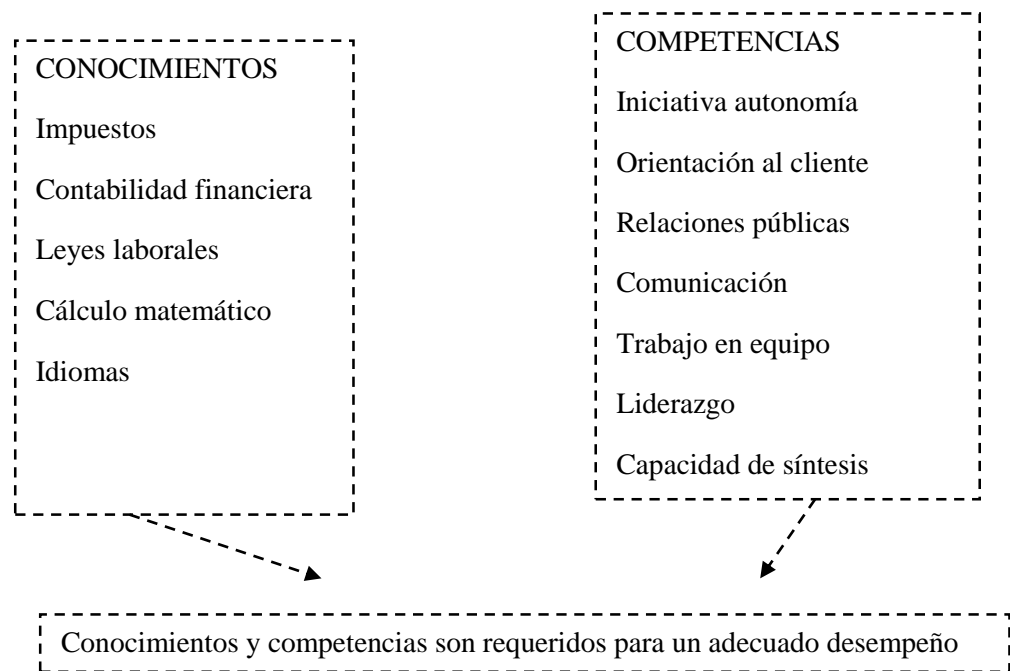 CONOCIMIENTOS
Impuestos
Contabilidad financiera
Leyes laborales
Cálculo matemático
Idiomas
COMPETENCIAS
Iniciativa autonomía
Orientación al cliente
Relaciones públicas
Comunicación
Trabajo en equipo
Liderazgo
Capacidad de síntesis
Conocimientos y competencias son requeridos para un adecuado desempeño